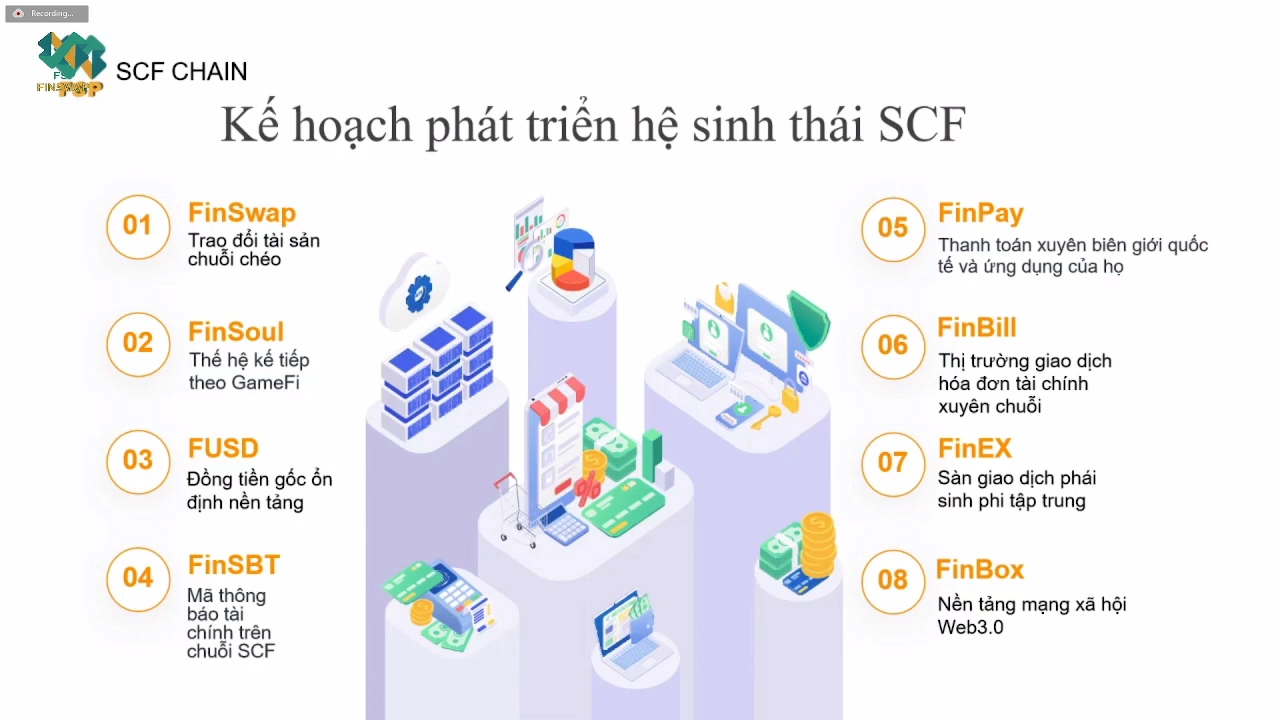 Recording...
SCF CHAIN
FINSWAP
FSP
Kế hoạch phát triển hệ sinh thái SCF
01
FinSwap
Trao đổi tài sản
chuỗi chéo
02
FinSoul
Thế hệ kế tiếp
theo GameFi
03
FUSD
Đồng tiền gốc ổn
định nền tảng
04
FinSBT
Mã thông
báo tài
chính trên
chuỗi SCF
05
FinPay
Thanh toán xuyên biên giới quốc
tế và ứng dụng của họ
06
FinBill
Thị trường giao dịch
hóa đơn tài chính
xuyên chuỗi
07
FinEX
Sàn giao dịch phái
sinh phi tập trung
08
FinBox
Nền tảng mạng xã hội
Web3.0